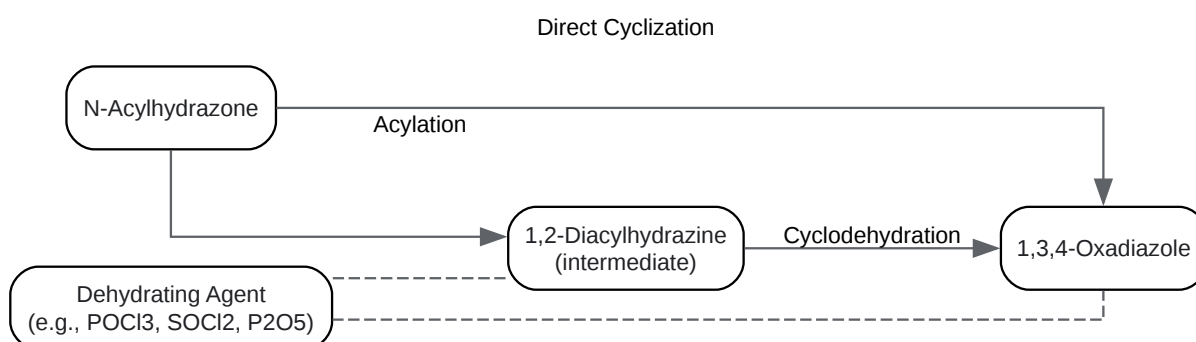 Direct Cyclization
N-Acylhydrazone
Acylation
1,2-Diacylhydrazine
(intermediate)
Cyclodehydration
1,3,4-Oxadiazole
Dehydrating Agent
(e.g., POCl3, SOCl2, P2O5)